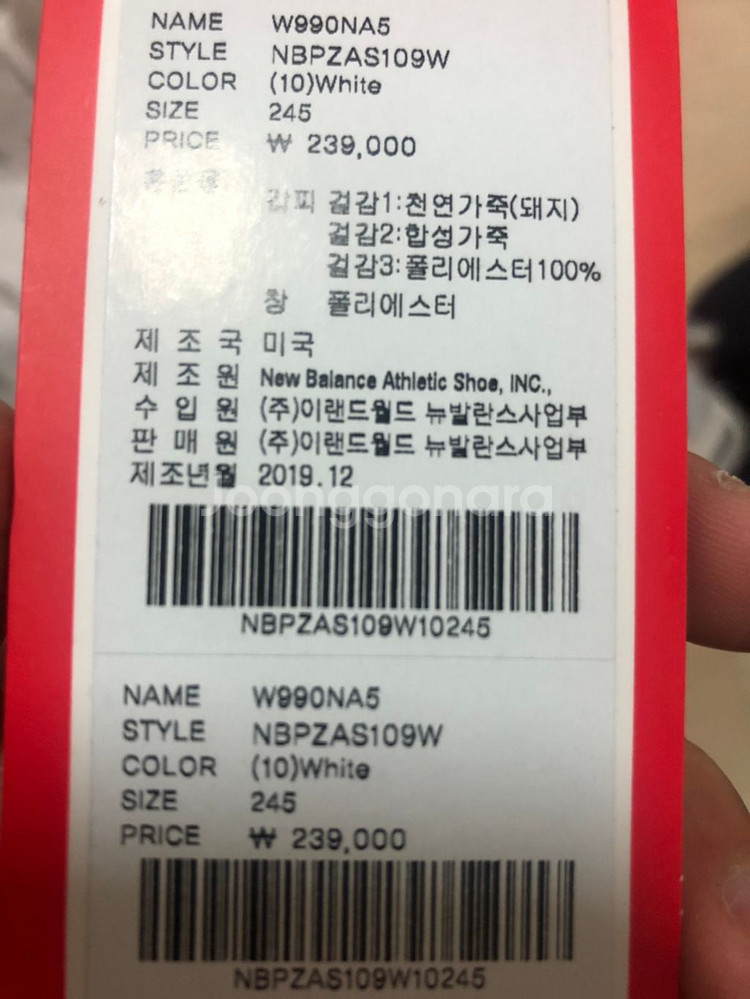 NAME W990NA5
STYLE NBPZAS109W
COLOR (10)White
SIZE 245
PRICE ₩ 239,000
갑피 겉감1:천연가죽(돼지)
겉감2:합성가죽
겉감3:폴리에스터100%
창 폴리에스터
제 조 국 미국
제 조 원 New Balance Athletic Shoe, INC.,
수 입 원 (주)이랜드월드 뉴발란스사업부
판 매 원 (주)이랜드월드 뉴발란스사업부
제조년월 2019.12
Joonggonara
NBPZAS109W10245
NAME W990NA5
STYLE NBPZAS109W
COLOR (10)White
SIZE 245
PRICE ₩ 239,000
NBPZAS109W10245